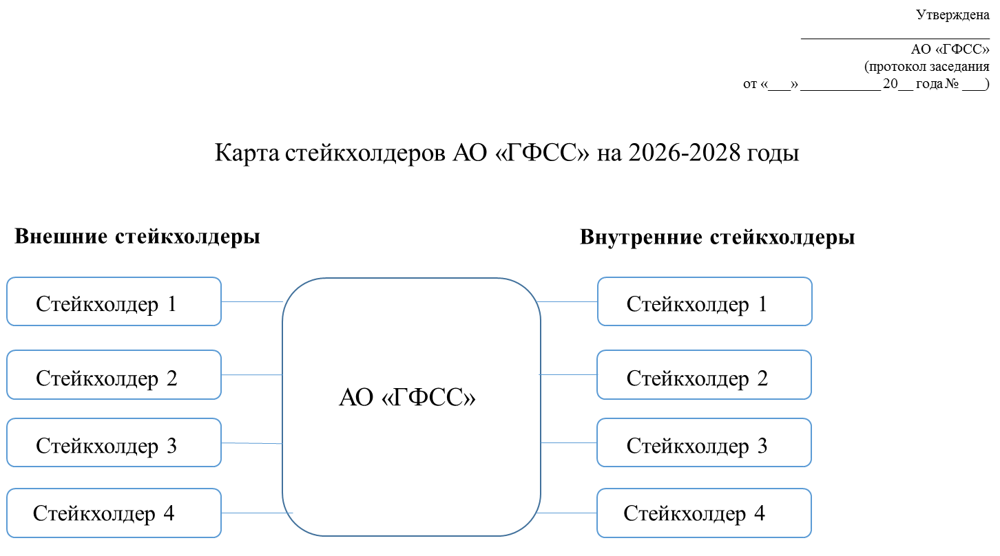 Утверждена
_________________________
АО «ГФСС»
(протокол заседания
от «___» ___________ 20__ года № ___)
Карта стейкхолдеров АО «ГФСС» на 2026-2028 годы
Внешние стейкхолдеры
Внутренние стейкхолдеры
Стейкхолдер 1
Стейкхолдер 2
Стейкхолдер 3
Стейкхолдер 4
АО «ГФСС»
Стейкхолдер 1
Стейкхолдер 2
Стейкхолдер 3
Стейкхолдер 4